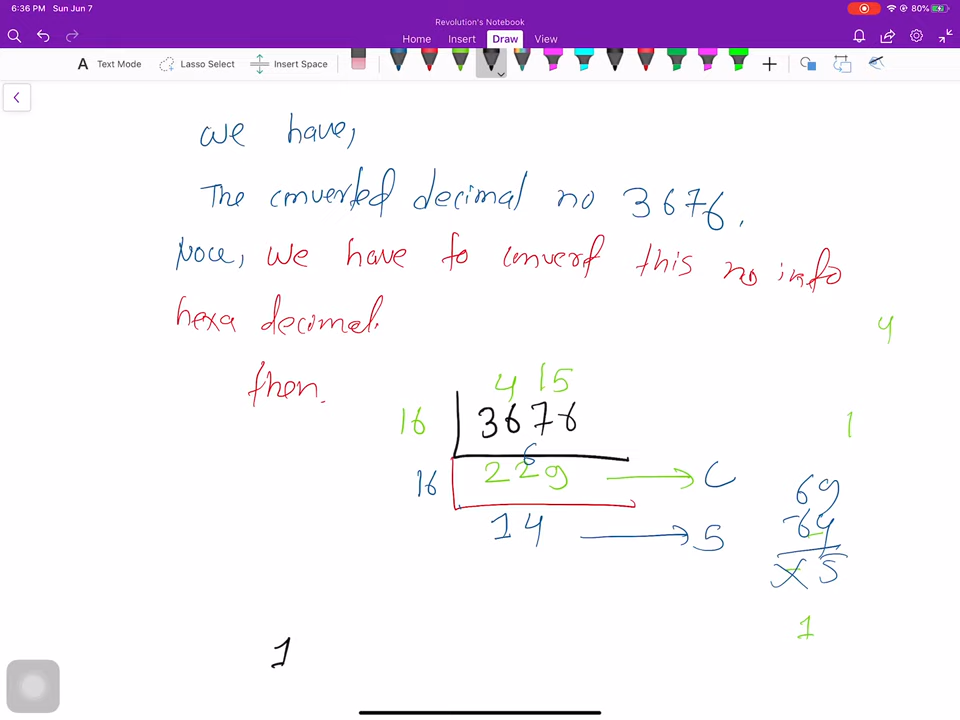 6:36 PM Sun Jun 7
80%
Revolution's Notebook
Home Insert Draw View
A Text Mode Lasso Select Insert Space
we have,
The converted decimal no 3676.
Now, we have to convert this no into
hexa decimal.
then.
4
4 15
16 3676
1
6
16 229 → C
69
14 → 5
-64
X5
1
1